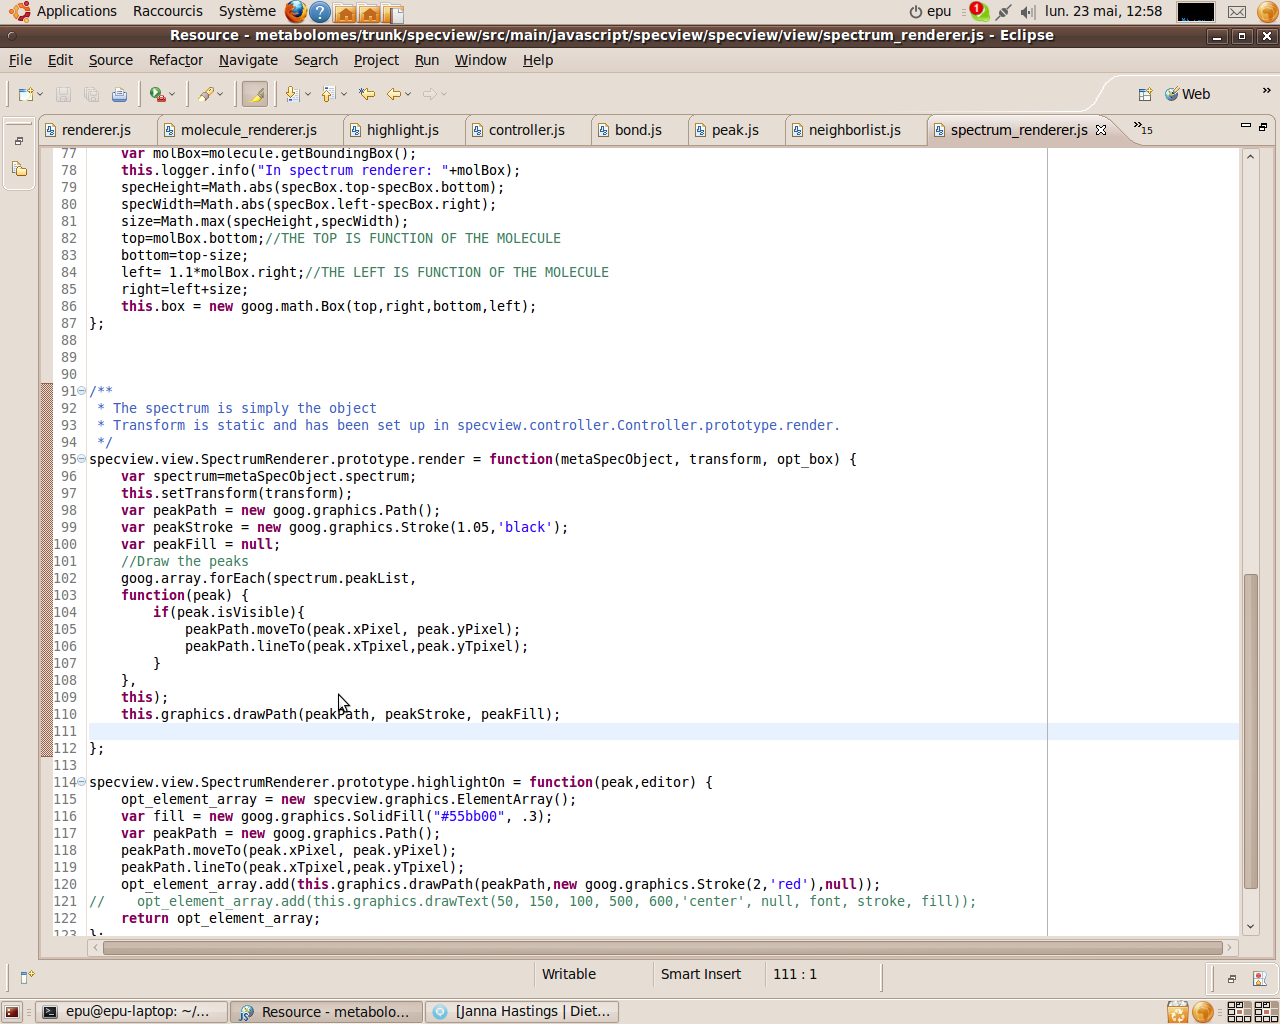 Applications Raccourcis Système epu 1 lun. 23 mai, 12:58
Resource - metabolomes/trunk/specview/src/main/javascript/specview/specview/view/spectrum_renderer.js - Eclipse
File Edit Source Refactor Navigate Search Project Run Window Help
Web »
renderer.js molecule_renderer.js highlight.js controller.js bond.js peak.js neighborlist.js spectrum_renderer.js »15
77 var molBox=molecule.getBoundingBox();
78 this.logger.info("In spectrum renderer: "+molBox);
79 specHeight=Math.abs(specBox.top-specBox.bottom);
80 specWidth=Math.abs(specBox.left-specBox.right);
81 size=Math.max(specHeight,specWidth);
82 top=molBox.bottom;//THE TOP IS FUNCTION OF THE MOLECULE
83 bottom=top-size;
84 left= 1.1*molBox.right;//THE LEFT IS FUNCTION OF THE MOLECULE
85 right=left+size;
86 this.box = new goog.math.Box(top,right,bottom,left);
87 };
88
89
90
91 /**
92 * The spectrum is simply the object
93 * Transform is static and has been set up in specview.controller.Controller.prototype.render.
94 */
95 specview.view.SpectrumRenderer.prototype.render = function(metaSpecObject, transform, opt_box) {
96 var spectrum=metaSpecObject.spectrum;
97 this.setTransform(transform);
98 var peakPath = new goog.graphics.Path();
99 var peakStroke = new goog.graphics.Stroke(1.05,'black');
100 var peakFill = null;
101 //Draw the peaks
102 goog.array.forEach(spectrum.peakList,
103 function(peak) {
104 if(peak.isVisible){
105 peakPath.moveTo(peak.xPixel, peak.yPixel);
106 peakPath.lineTo(peak.xTpixel,peak.yTpixel);
107 }
108 },
109 this);
110 this.graphics.drawPath(peakPath, peakStroke, peakFill);
111
112 };
113
114 specview.view.SpectrumRenderer.prototype.highlightOn = function(peak,editor) {
115 opt_element_array = new specview.graphics.ElementArray();
116 var fill = new goog.graphics.SolidFill("#55bb00", .3);
117 var peakPath = new goog.graphics.Path();
118 peakPath.moveTo(peak.xPixel, peak.yPixel);
119 peakPath.lineTo(peak.xTpixel,peak.yTpixel);
120 opt_element_array.add(this.graphics.drawPath(peakPath,new goog.graphics.Stroke(2,'red'),null));
121 // opt_element_array.add(this.graphics.drawText(50, 150, 100, 500, 600,'center', null, font, stroke, fill));
122 return opt_element_array;
123 };
Writable Smart Insert 111 : 1
epu@epu-laptop: ~/... Resource - metabolo... [Janna Hastings | Diet...